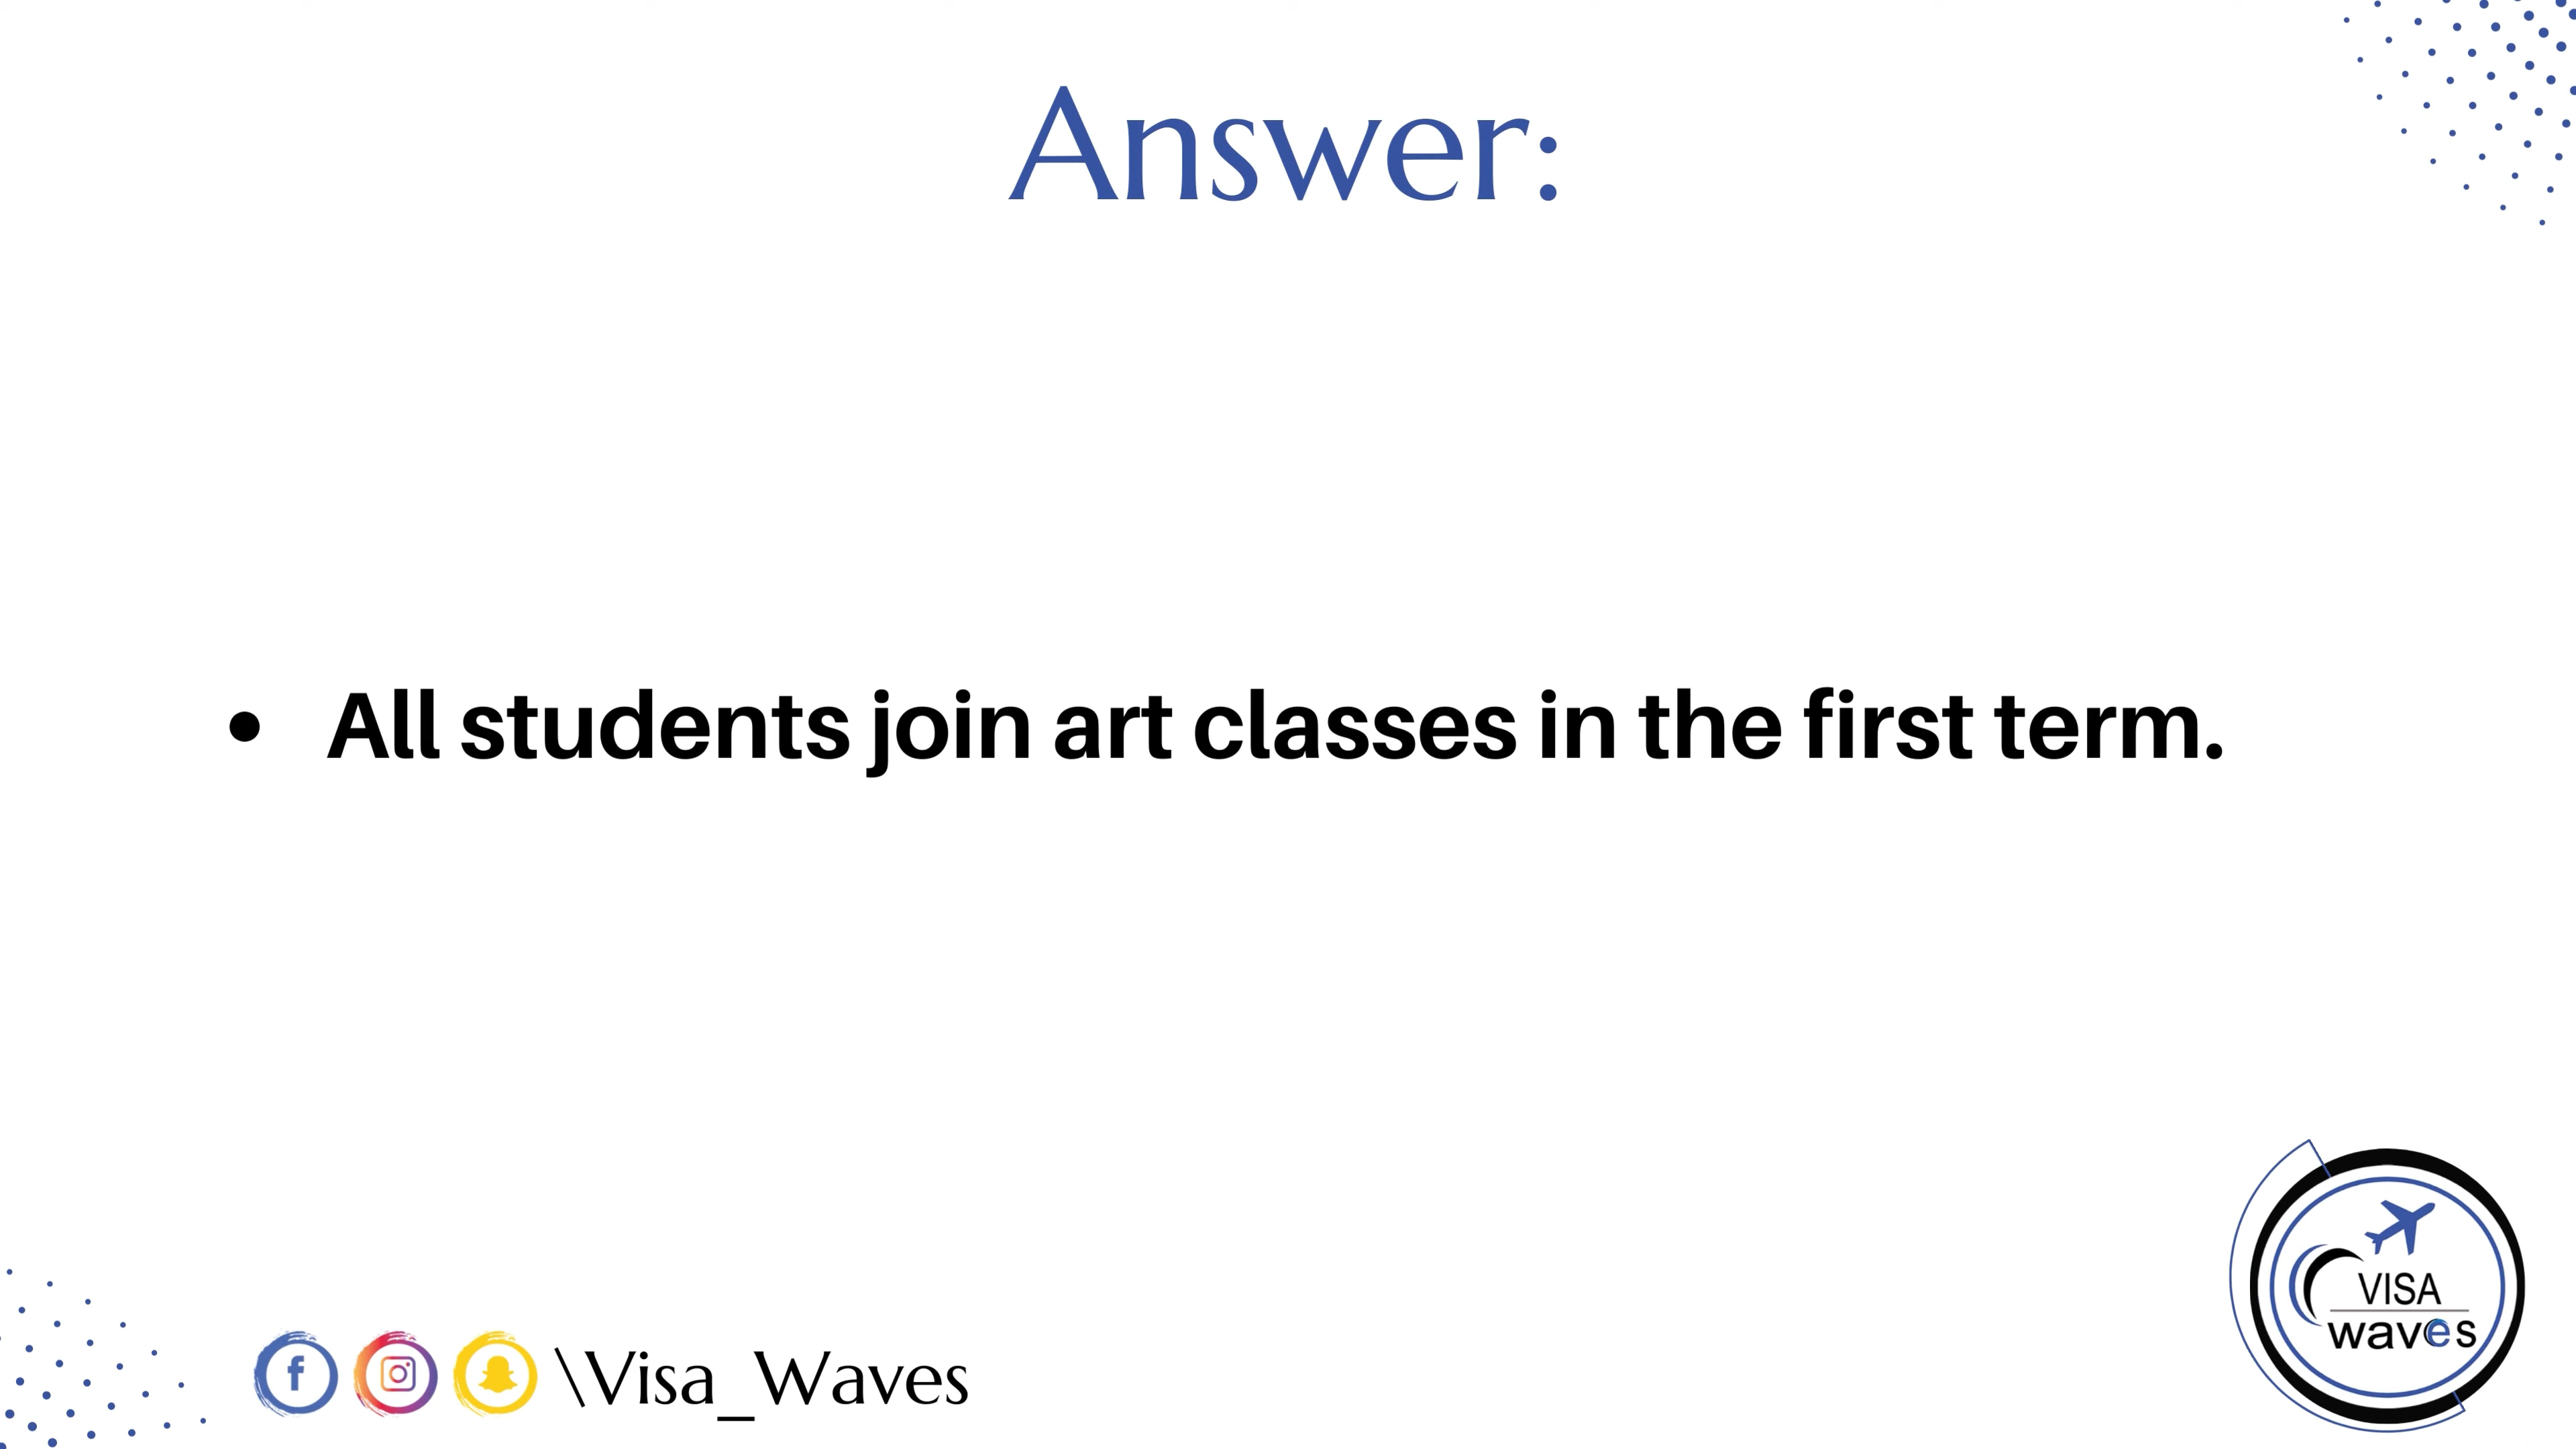 Answer:
• All students join art classes in the first term.
\Visa_Waves
VISA
waves